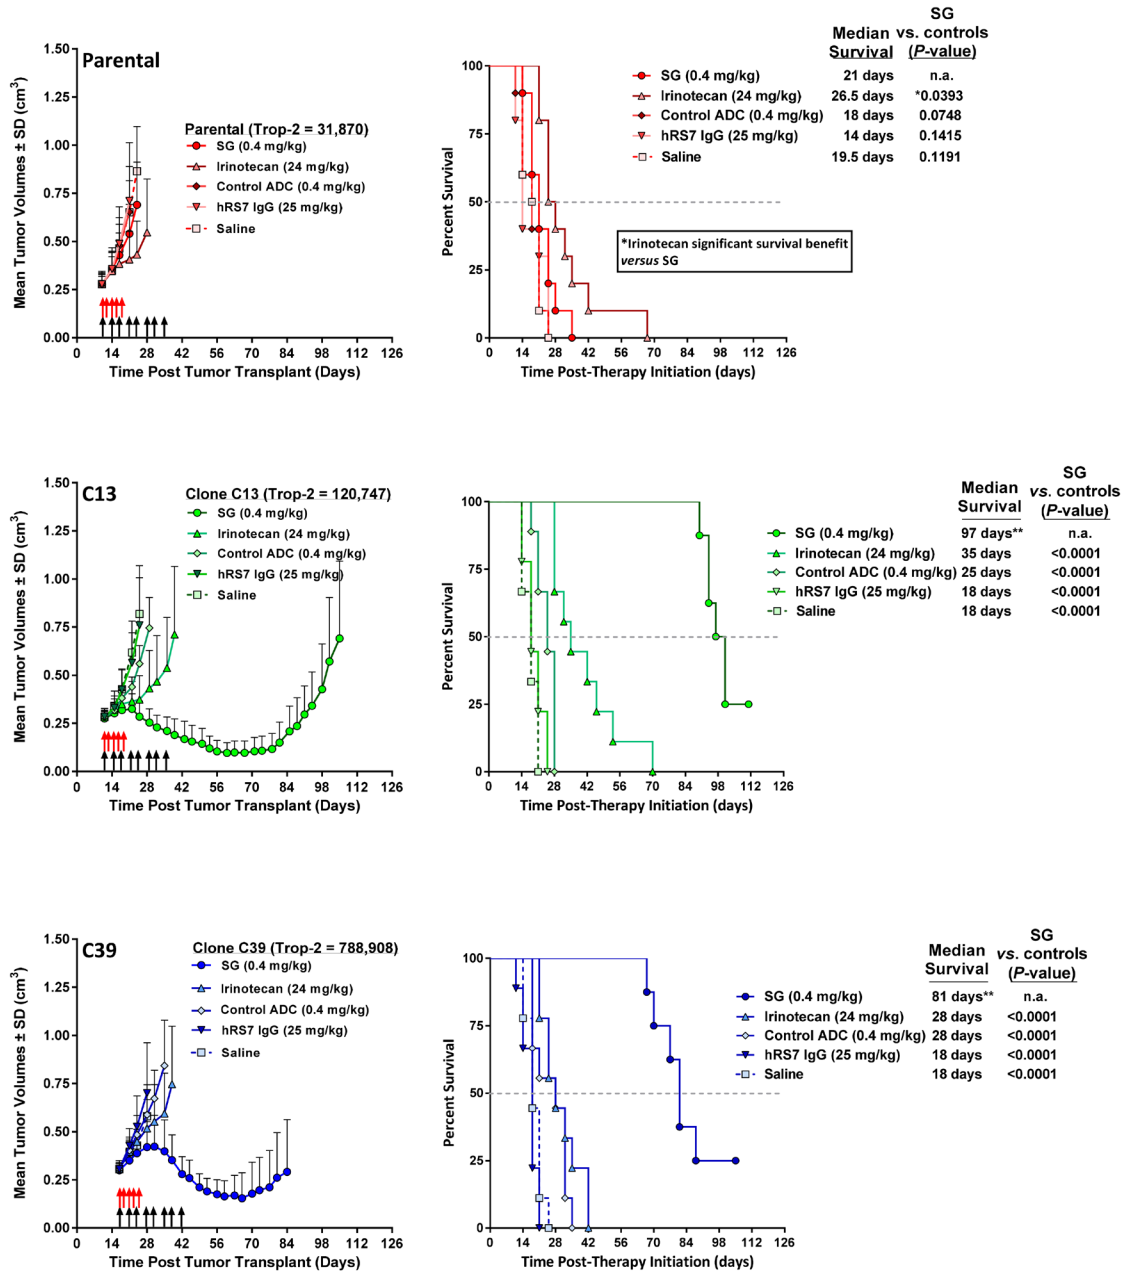 Parental
Mean Tumor Volumes ± SD (cm3)
1.50
1.25
1.00
0.75
0.50
0.25
0.00
Parental (Trop-2 = 31,870)
SG (0.4 mg/kg)
Irinotecan (24 mg/kg)
Control ADC (0.4 mg/kg)
hRS7 IgG (25 mg/kg)
Saline
0 14 28 42 56 70 84 98 112 126
Time Post Tumor Transplant (Days)
Percent Survival
100
75
50
25
0
SG
Median vs. controls
Survival (P-value)
SG (0.4 mg/kg) 21 days n.a.
Irinotecan (24 mg/kg) 26.5 days *0.0393
Control ADC (0.4 mg/kg) 18 days 0.0748
hRS7 IgG (25 mg/kg) 14 days 0.1415
Saline 19.5 days 0.1191
*Irinotecan significant survival benefit
versus SG
0 14 28 42 56 70 84 98 112 126
Time Post-Therapy Initiation (days)
C13
Mean Tumor Volumes ± SD (cm3)
1.50
1.25
1.00
0.75
0.50
0.25
0.00
Clone C13 (Trop-2 = 120,747)
SG (0.4 mg/kg)
Irinotecan (24 mg/kg)
Control ADC (0.4 mg/kg)
hRS7 IgG (25 mg/kg)
Saline
0 14 28 42 56 70 84 98 112 126
Time Post Tumor Transplant (Days)
Percent Survival
100
75
50
25
0
SG
Median vs. controls
Survival (P-value)
SG (0.4 mg/kg) 97 days** n.a.
Irinotecan (24 mg/kg) 35 days <0.0001
Control ADC (0.4 mg/kg) 25 days <0.0001
hRS7 IgG (25 mg/kg) 18 days <0.0001
Saline 18 days <0.0001
0 14 28 42 56 70 84 98 112 126
Time Post-Therapy Initiation (days)
C39
Mean Tumor Volumes ± SD (cm3)
1.50
1.25
1.00
0.75
0.50
0.25
0.00
Clone C39 (Trop-2 = 788,908)
SG (0.4 mg/kg)
Irinotecan (24 mg/kg)
Control ADC (0.4 mg/kg)
hRS7 IgG (25 mg/kg)
Saline
0 14 28 42 56 70 84 98 112 126
Time Post Tumor Transplant (Days)
Percent Survival
100
75
50
25
0
SG
Median vs. controls
Survival (P-value)
SG (0.4 mg/kg) 81 days** n.a.
Irinotecan (24 mg/kg) 28 days <0.0001
Control ADC (0.4 mg/kg) 28 days <0.0001
hRS7 IgG (25 mg/kg) 18 days <0.0001
Saline 18 days <0.0001
0 14 28 42 56 70 84 98 112 126
Time Post-Therapy Initiation (days)